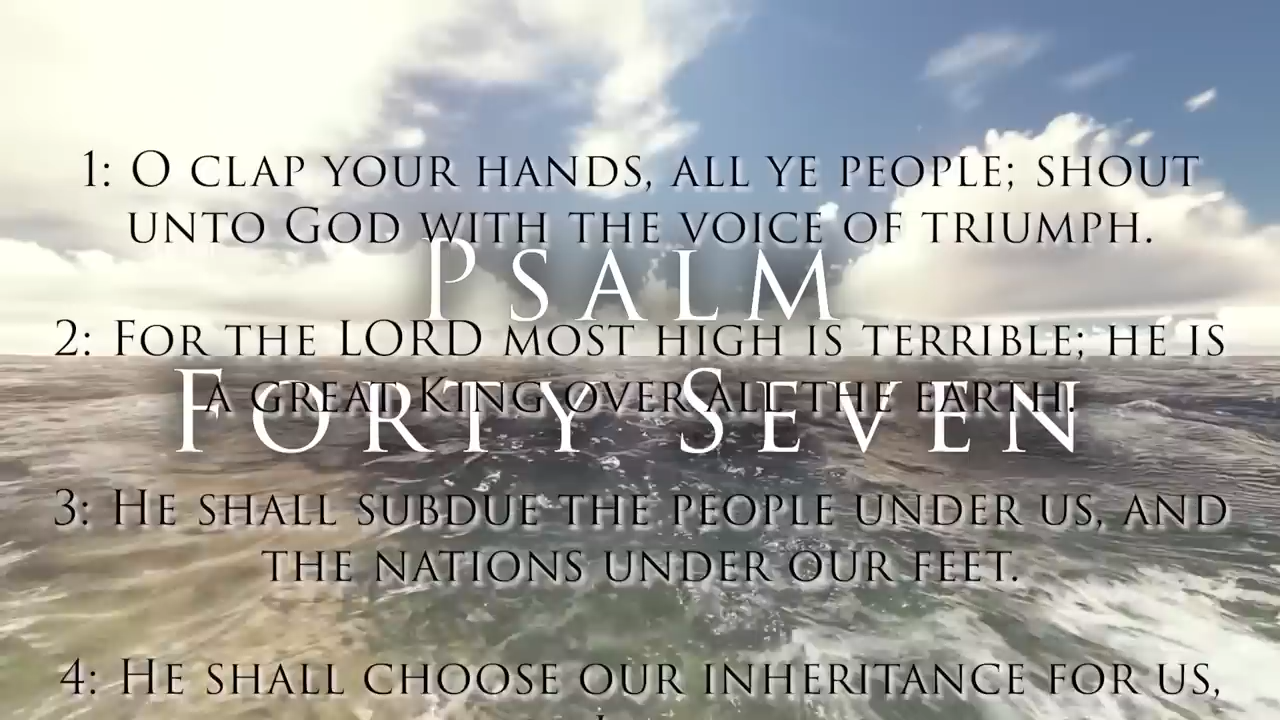 1: O clap your hands, all ye people; shout
unto God with the voice of triumph.
Psalm
2: For the LORD most high is terrible; he is
a great King over all the earth.
Forty Seven
3: He shall subdue the people under us, and
the nations under our feet.
4: He shall choose our inheritance for us,